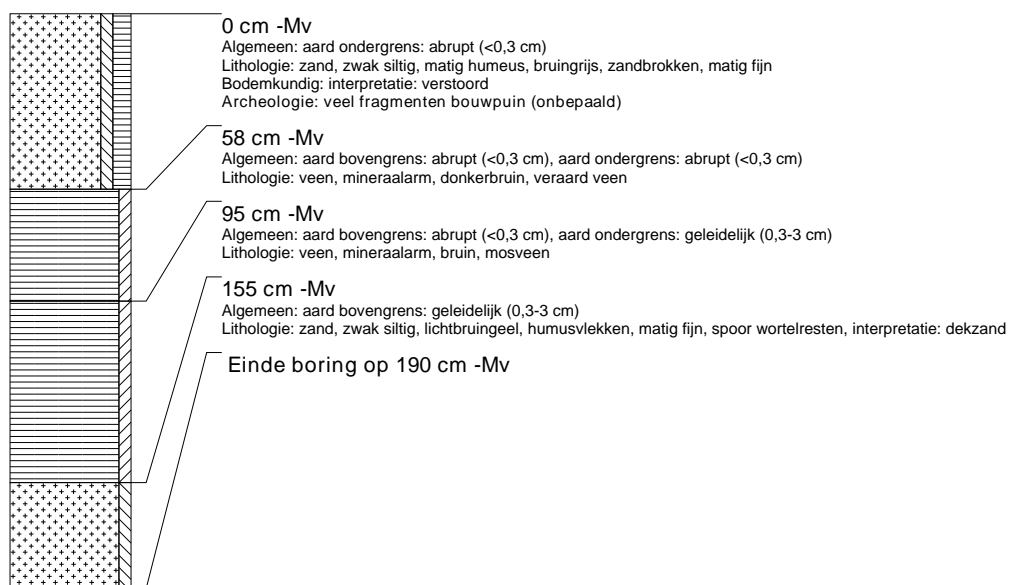 0 cm -Mv
Algemeen: aard ondergrens: abrupt (<0,3 cm)
Lithologie: zand, zwak siltig, matig humeus, bruingrijs, zandbrokken, matig fijn
Bodemkundig: interpretatie: verstoord
Archeologie: veel fragmenten bouwpuin (onbepaald)
58 cm -Mv
Algemeen: aard bovengrens: abrupt (<0,3 cm), aard ondergrens: abrupt (<0,3 cm)
Lithologie: veen, mineraalarm, donkerbruin, veraard veen
95 cm -Mv
Algemeen: aard bovengrens: abrupt (<0,3 cm), aard ondergrens: geleidelijk (0,3-3 cm)
Lithologie: veen, mineraalarm, bruin, mosveen
155 cm -Mv
Algemeen: aard bovengrens: geleidelijk (0,3-3 cm)
Lithologie: zand, zwak siltig, lichtbruingeel, humusvlekken, matig fijn, spoor wortelresten, interpretatie: dekzand
Einde boring op 190 cm -Mv